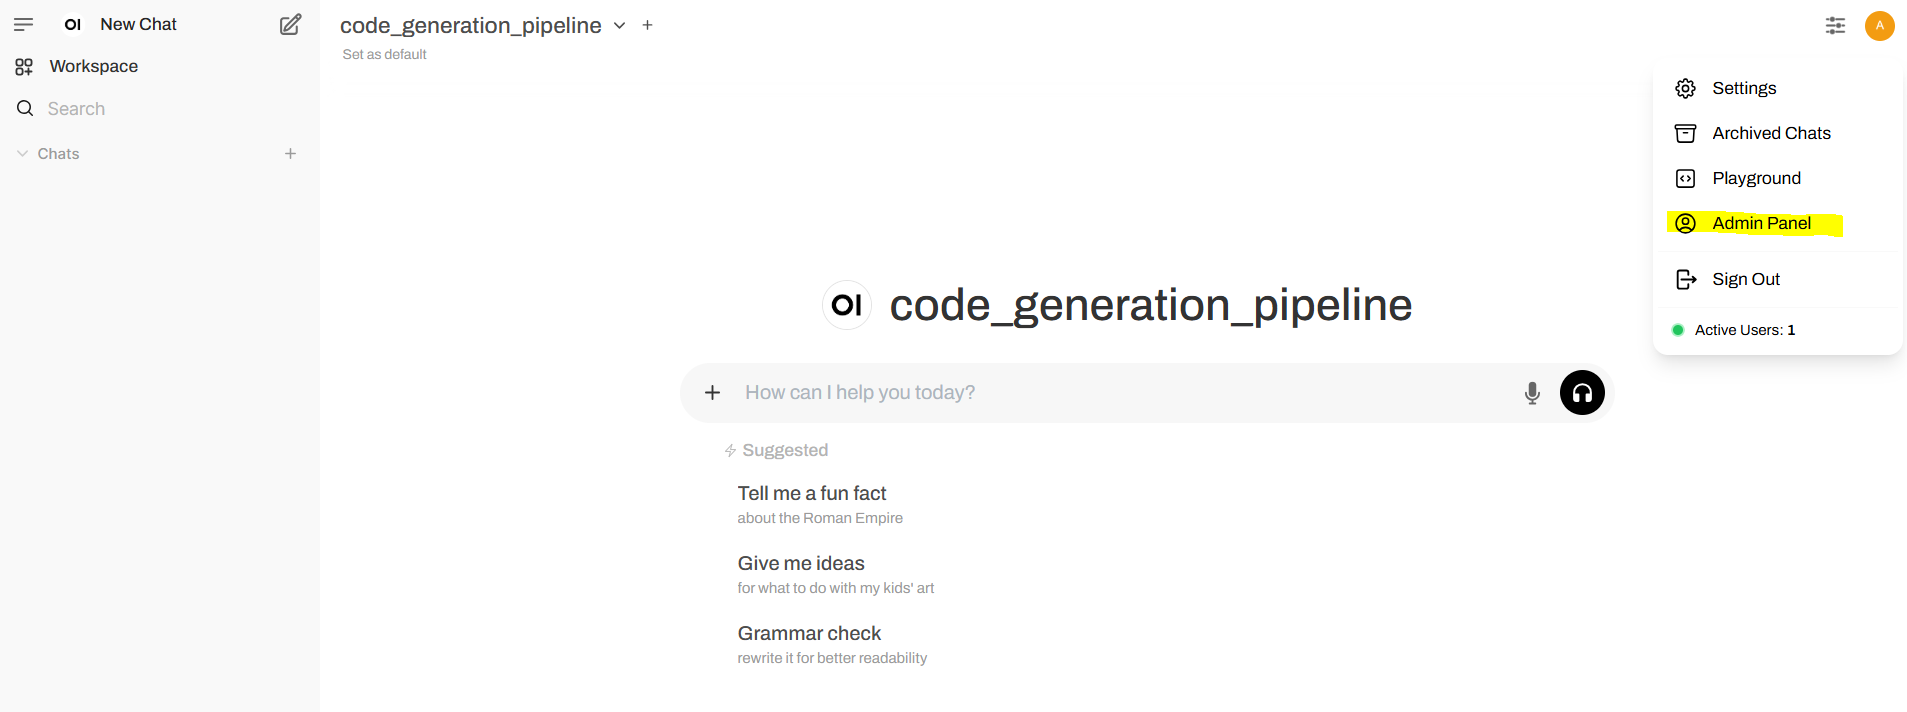 OI New Chat
Workspace
Search
Chats
code_generation_pipeline
Set as default
A
Settings
Archived Chats
Playground
Admin Panel
Sign Out
Active Users: 1
OI code_generation_pipeline
How can I help you today?
Suggested
Tell me a fun fact
about the Roman Empire
Give me ideas
for what to do with my kids' art
Grammar check
rewrite it for better readability